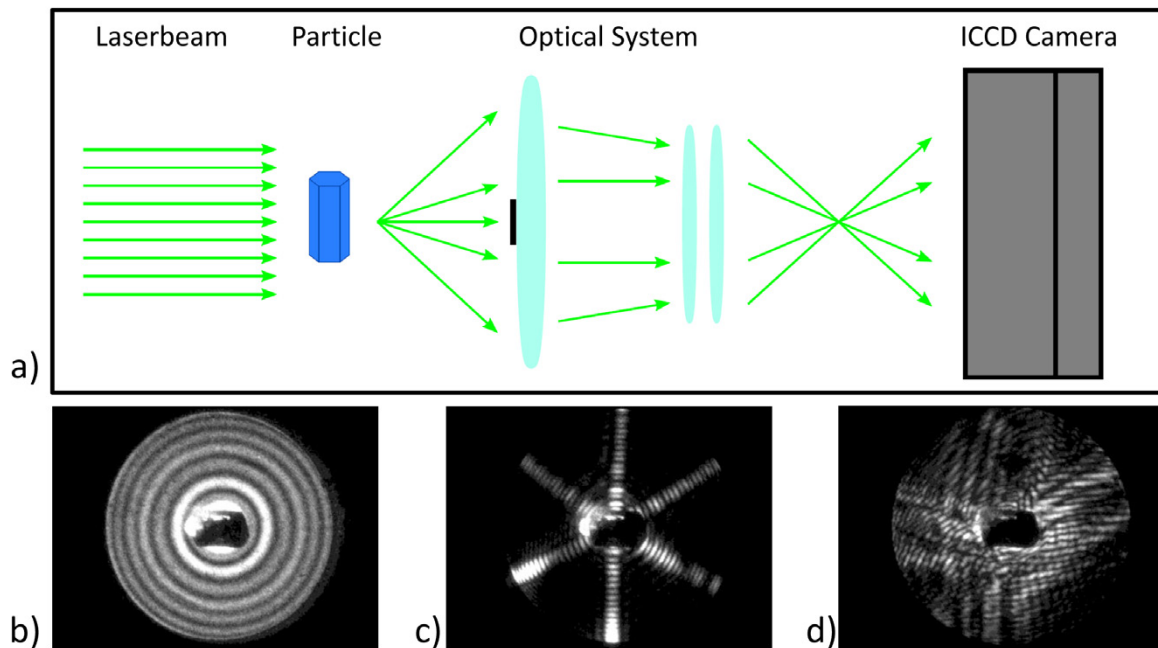 Laserbeam
Particle
Optical System
ICCD Camera
a)
b)
c)
d)